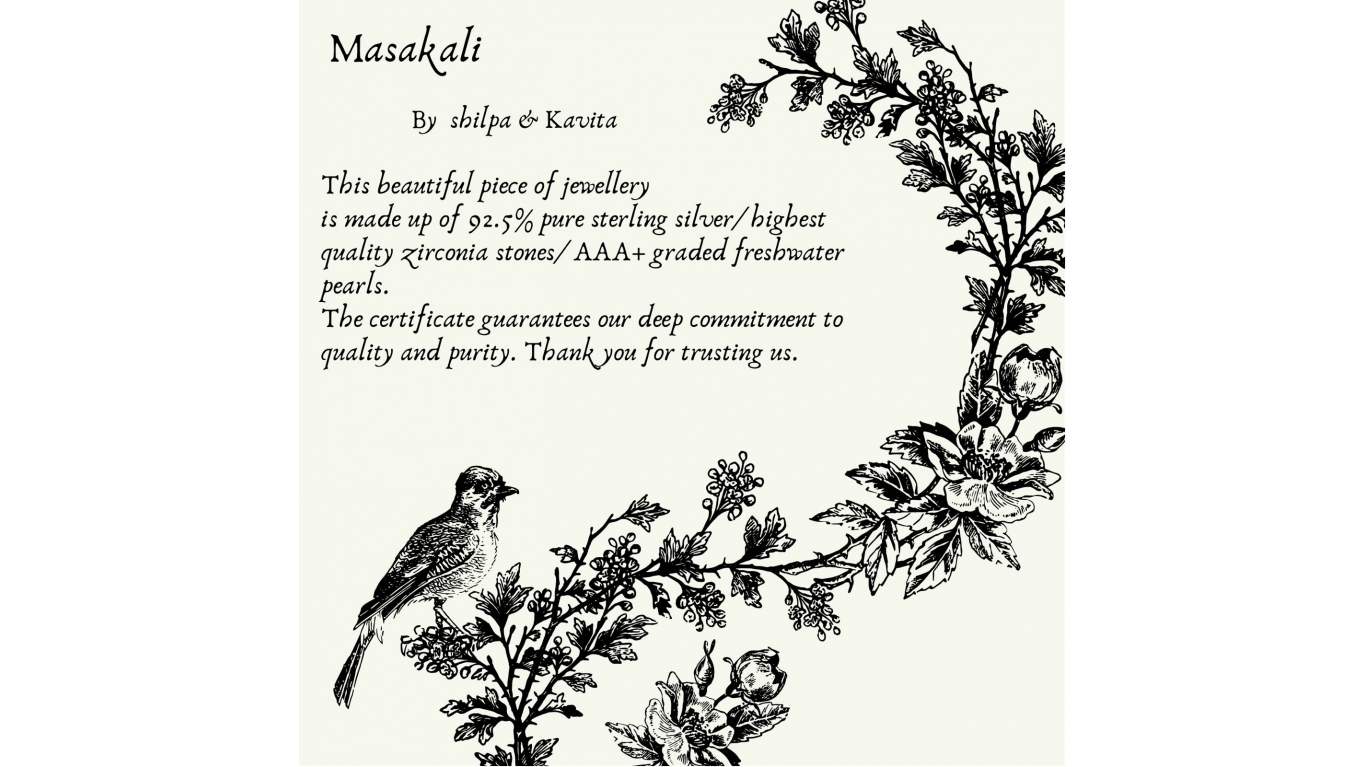 Masakali
By shilpa & Kavita
This beautiful piece of jewellery
is made up of 92.5% pure sterling silver/ highest
quality zirconia stones/ AAA+ graded freshwater
pearls.
The certificate guarantees our deep commitment to
quality and purity. Thank you for trusting us.